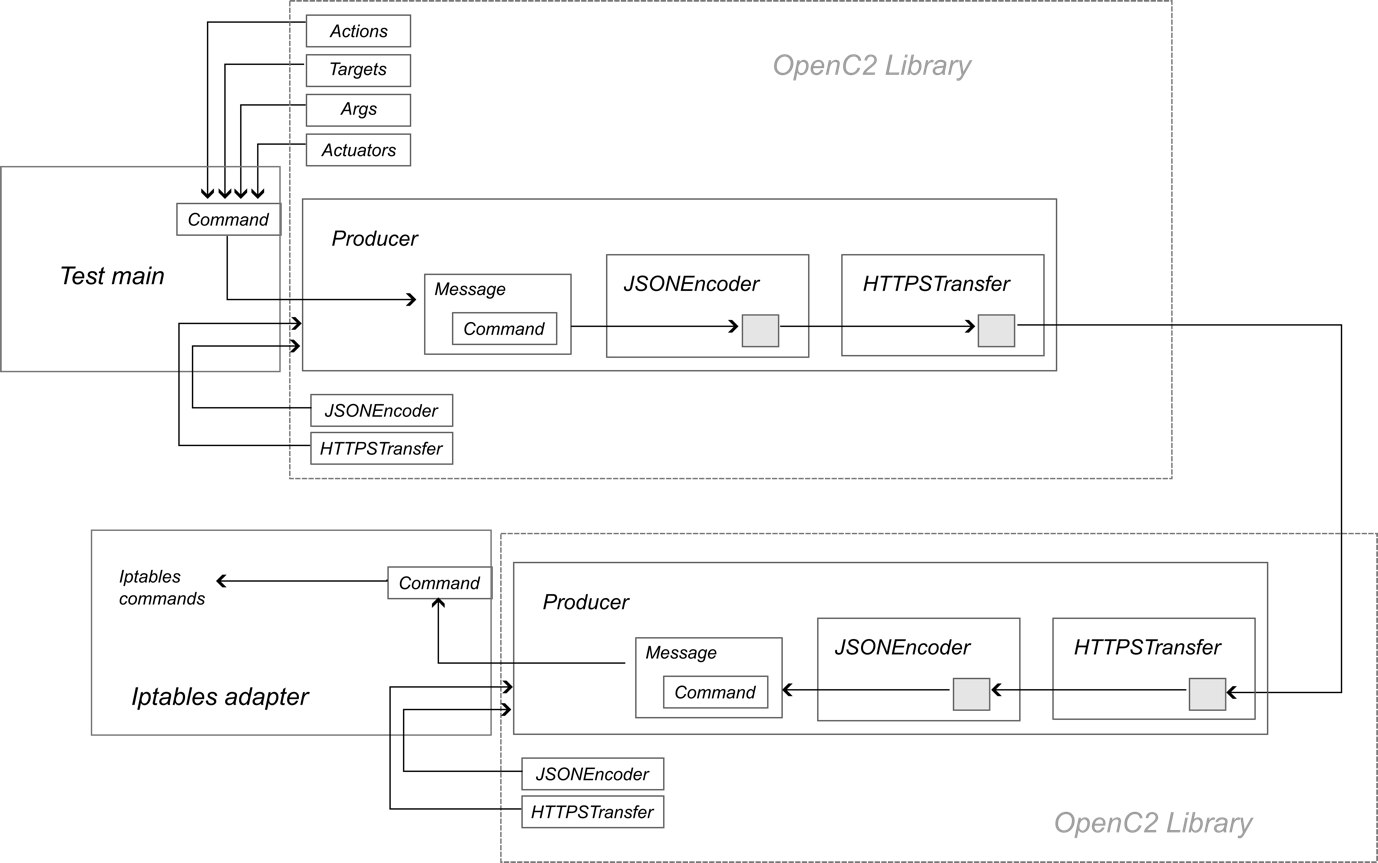 Actions
OpenC2 Library
Targets
Args
Actuators
Command
Test main
Producer
Message
Command
JSONEncoder
HTTPSTransfer
JSONEncoder
HTTPSTransfer
Iptables
commands
Command
Iptables adapter
Producer
Message
Command
JSONEncoder
HTTPSTransfer
JSONEncoder
HTTPSTransfer
OpenC2 Library